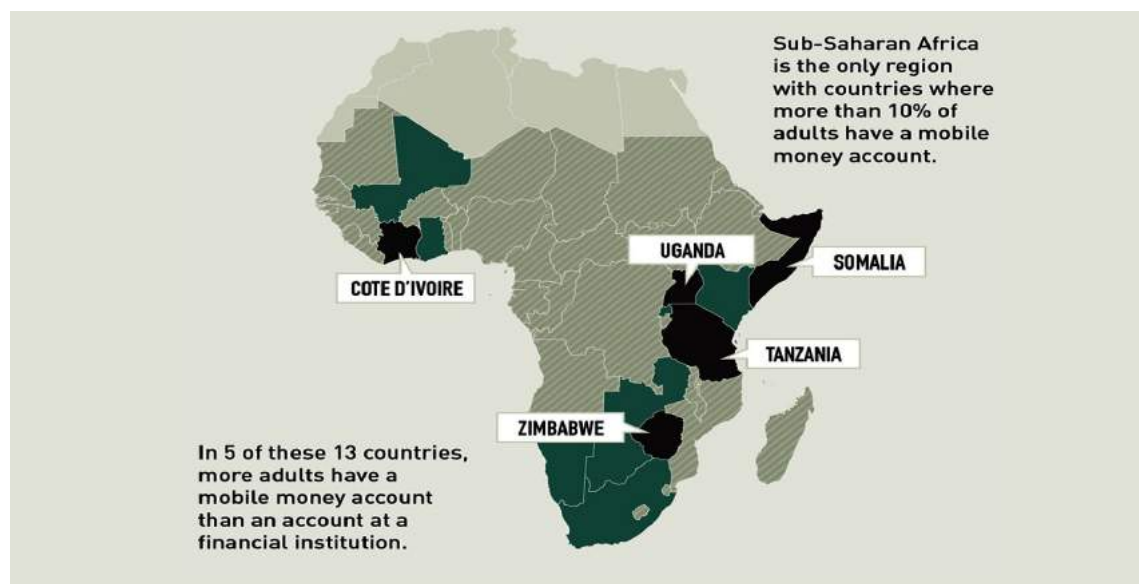 Sub-Saharan Africa
is the only region
with countries where
more than 10% of
adults have a mobile
money account.
UGANDA
SOMALIA
COTE D'IVOIRE
TANZANIA
ZIMBABWE
In 5 of these 13 countries,
more adults have a
mobile money account
than an account at a
financial institution.